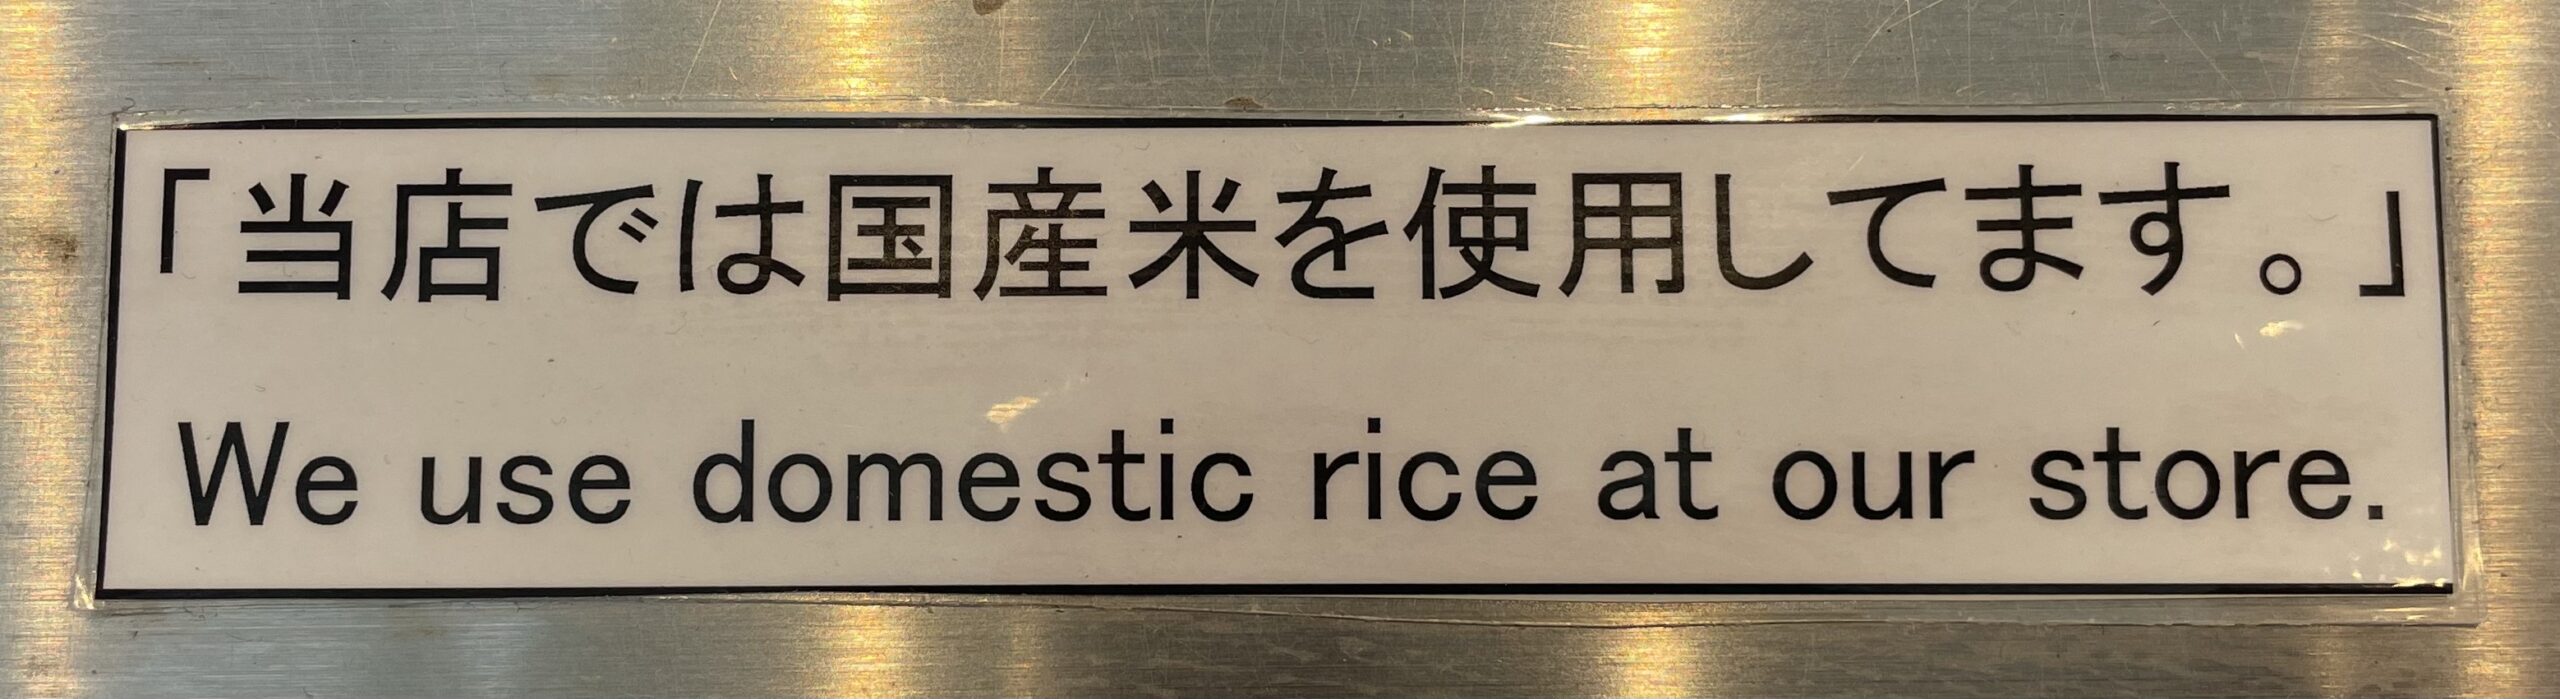 「当店では国産米を使用してます。」
We use domestic rice at our store.